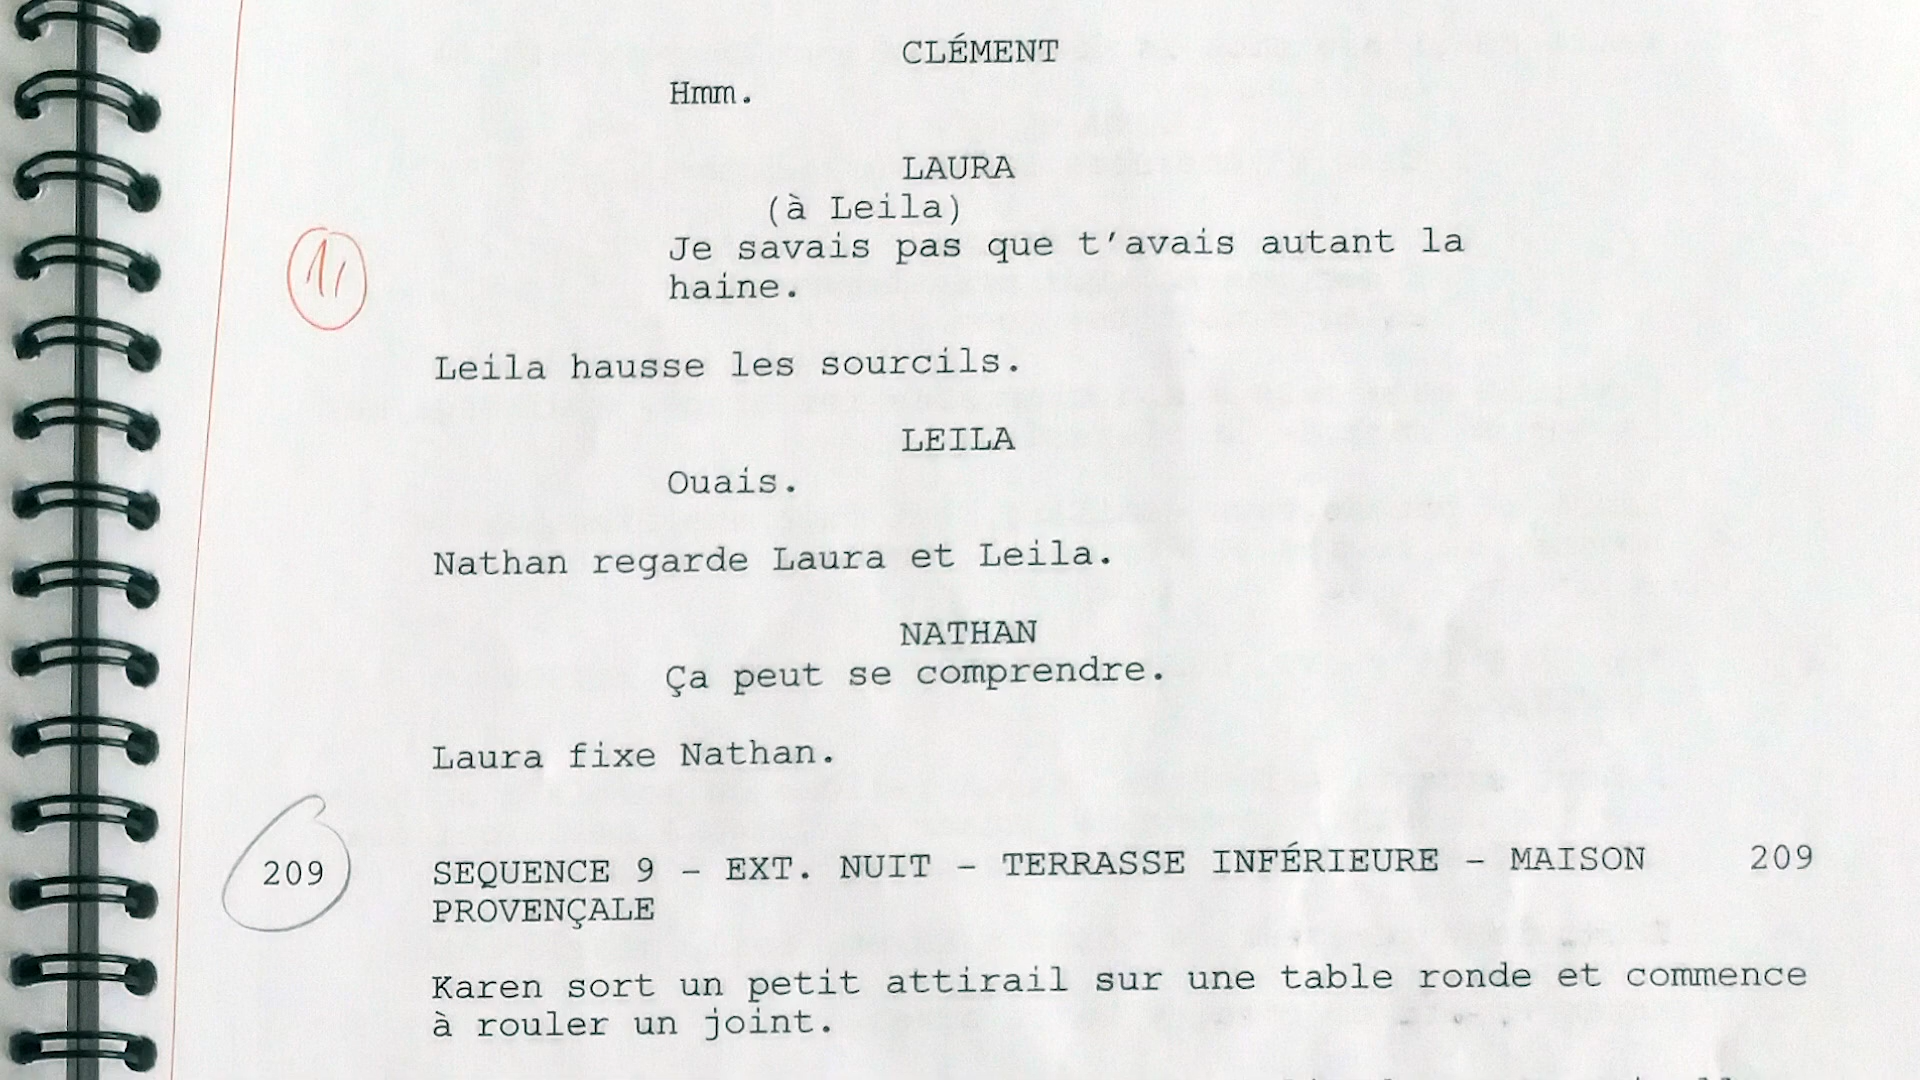 CLÉMENT
Hmm.
LAURA
(à Leila)
Je savais pas que t'avais autant la
haine.
Leila hausse les sourcils.
LEILA
Ouais.
Nathan regarde Laura et Leila.
NATHAN
Ça peut se comprendre.
Laura fixe Nathan.
209 SEQUENCE 9 – EXT. NUIT – TERRASSE INFÉRIEURE – MAISON 209
PROVENÇALE
Karen sort un petit attirail sur une table ronde et commence
à rouler un joint.